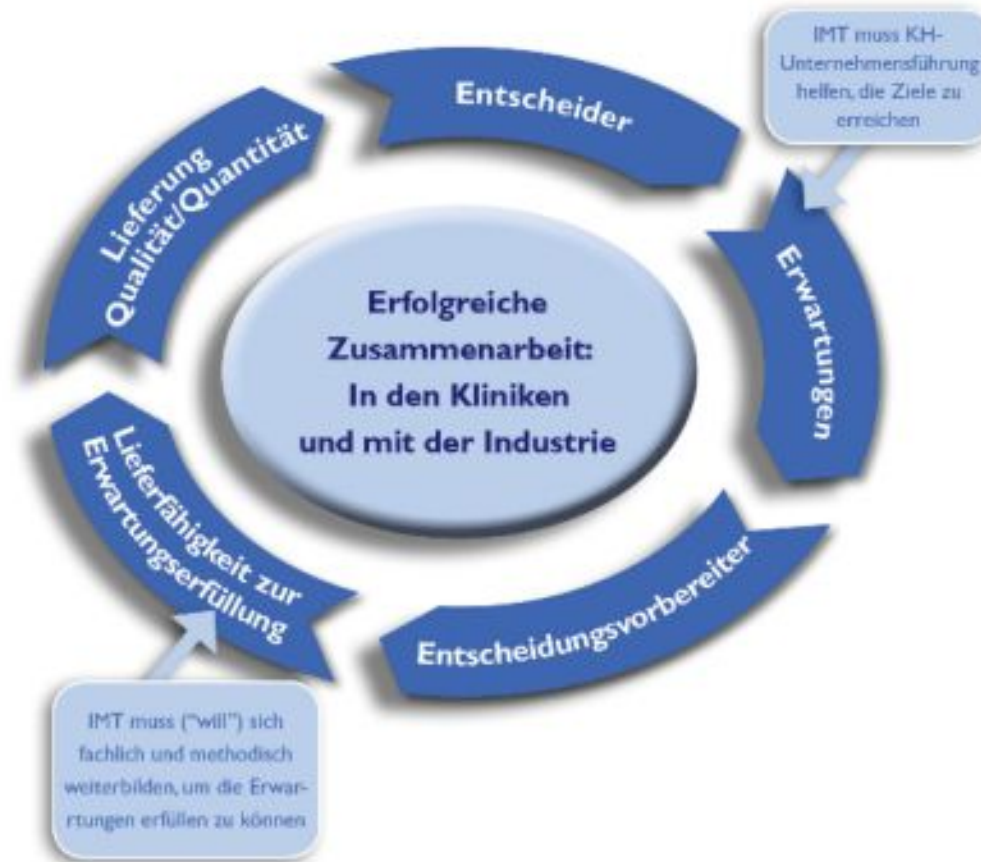 Entscheider
IMT muss KH-
Unternehmensführung
helfen, die Ziele zu
erreichen
Erwartungen
Entscheidungsvorbereiter
Lieferfähigkeit zur
Erwartungserfüllung
IMT muss (“will”) sich
fachlich und methodisch
weiterbilden, um die Erwar-
rtungen erfüllen zu können
Lieferung
Qualität/Quantität
Erfolgreiche
Zusammenarbeit:
In den Kliniken
und mit der Industrie